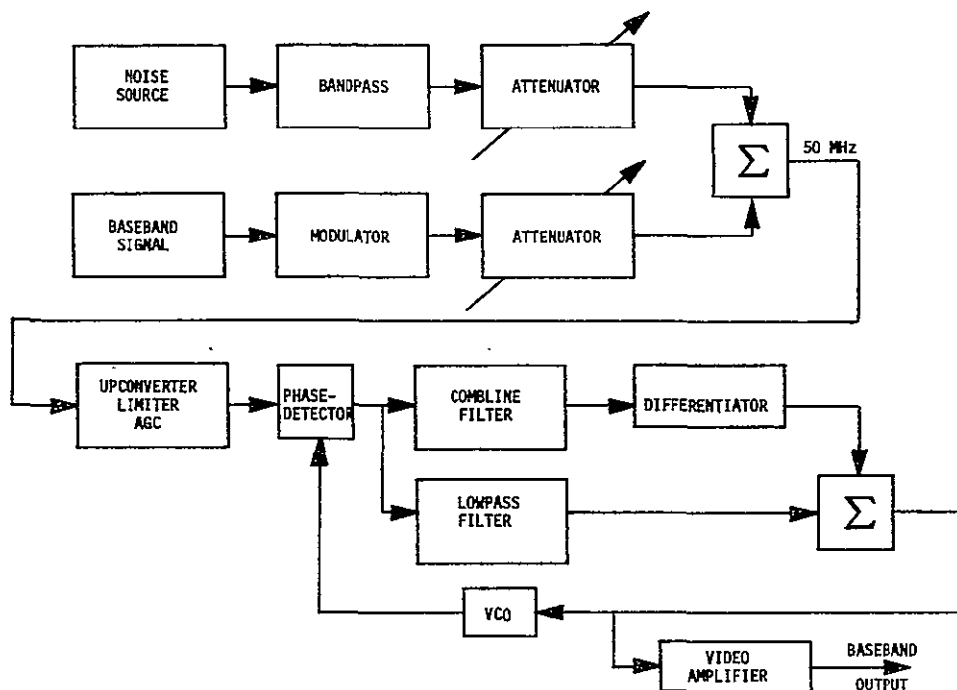 NOISE
SOURCE
BANDPASS
ATTENUATOR
Σ
50 MHz
BASEBAND
SIGNAL
MODULATOR
ATTENUATOR
UPCONVERTER
LIMITER
AGC
PHASE-
DETECTOR
COMBLINE
FILTER
DIFFERENTIATOR
LOWPASS
FILTER
Σ
VCO
VIDEO
AMPLIFIER
BASEBAND
OUTPUT